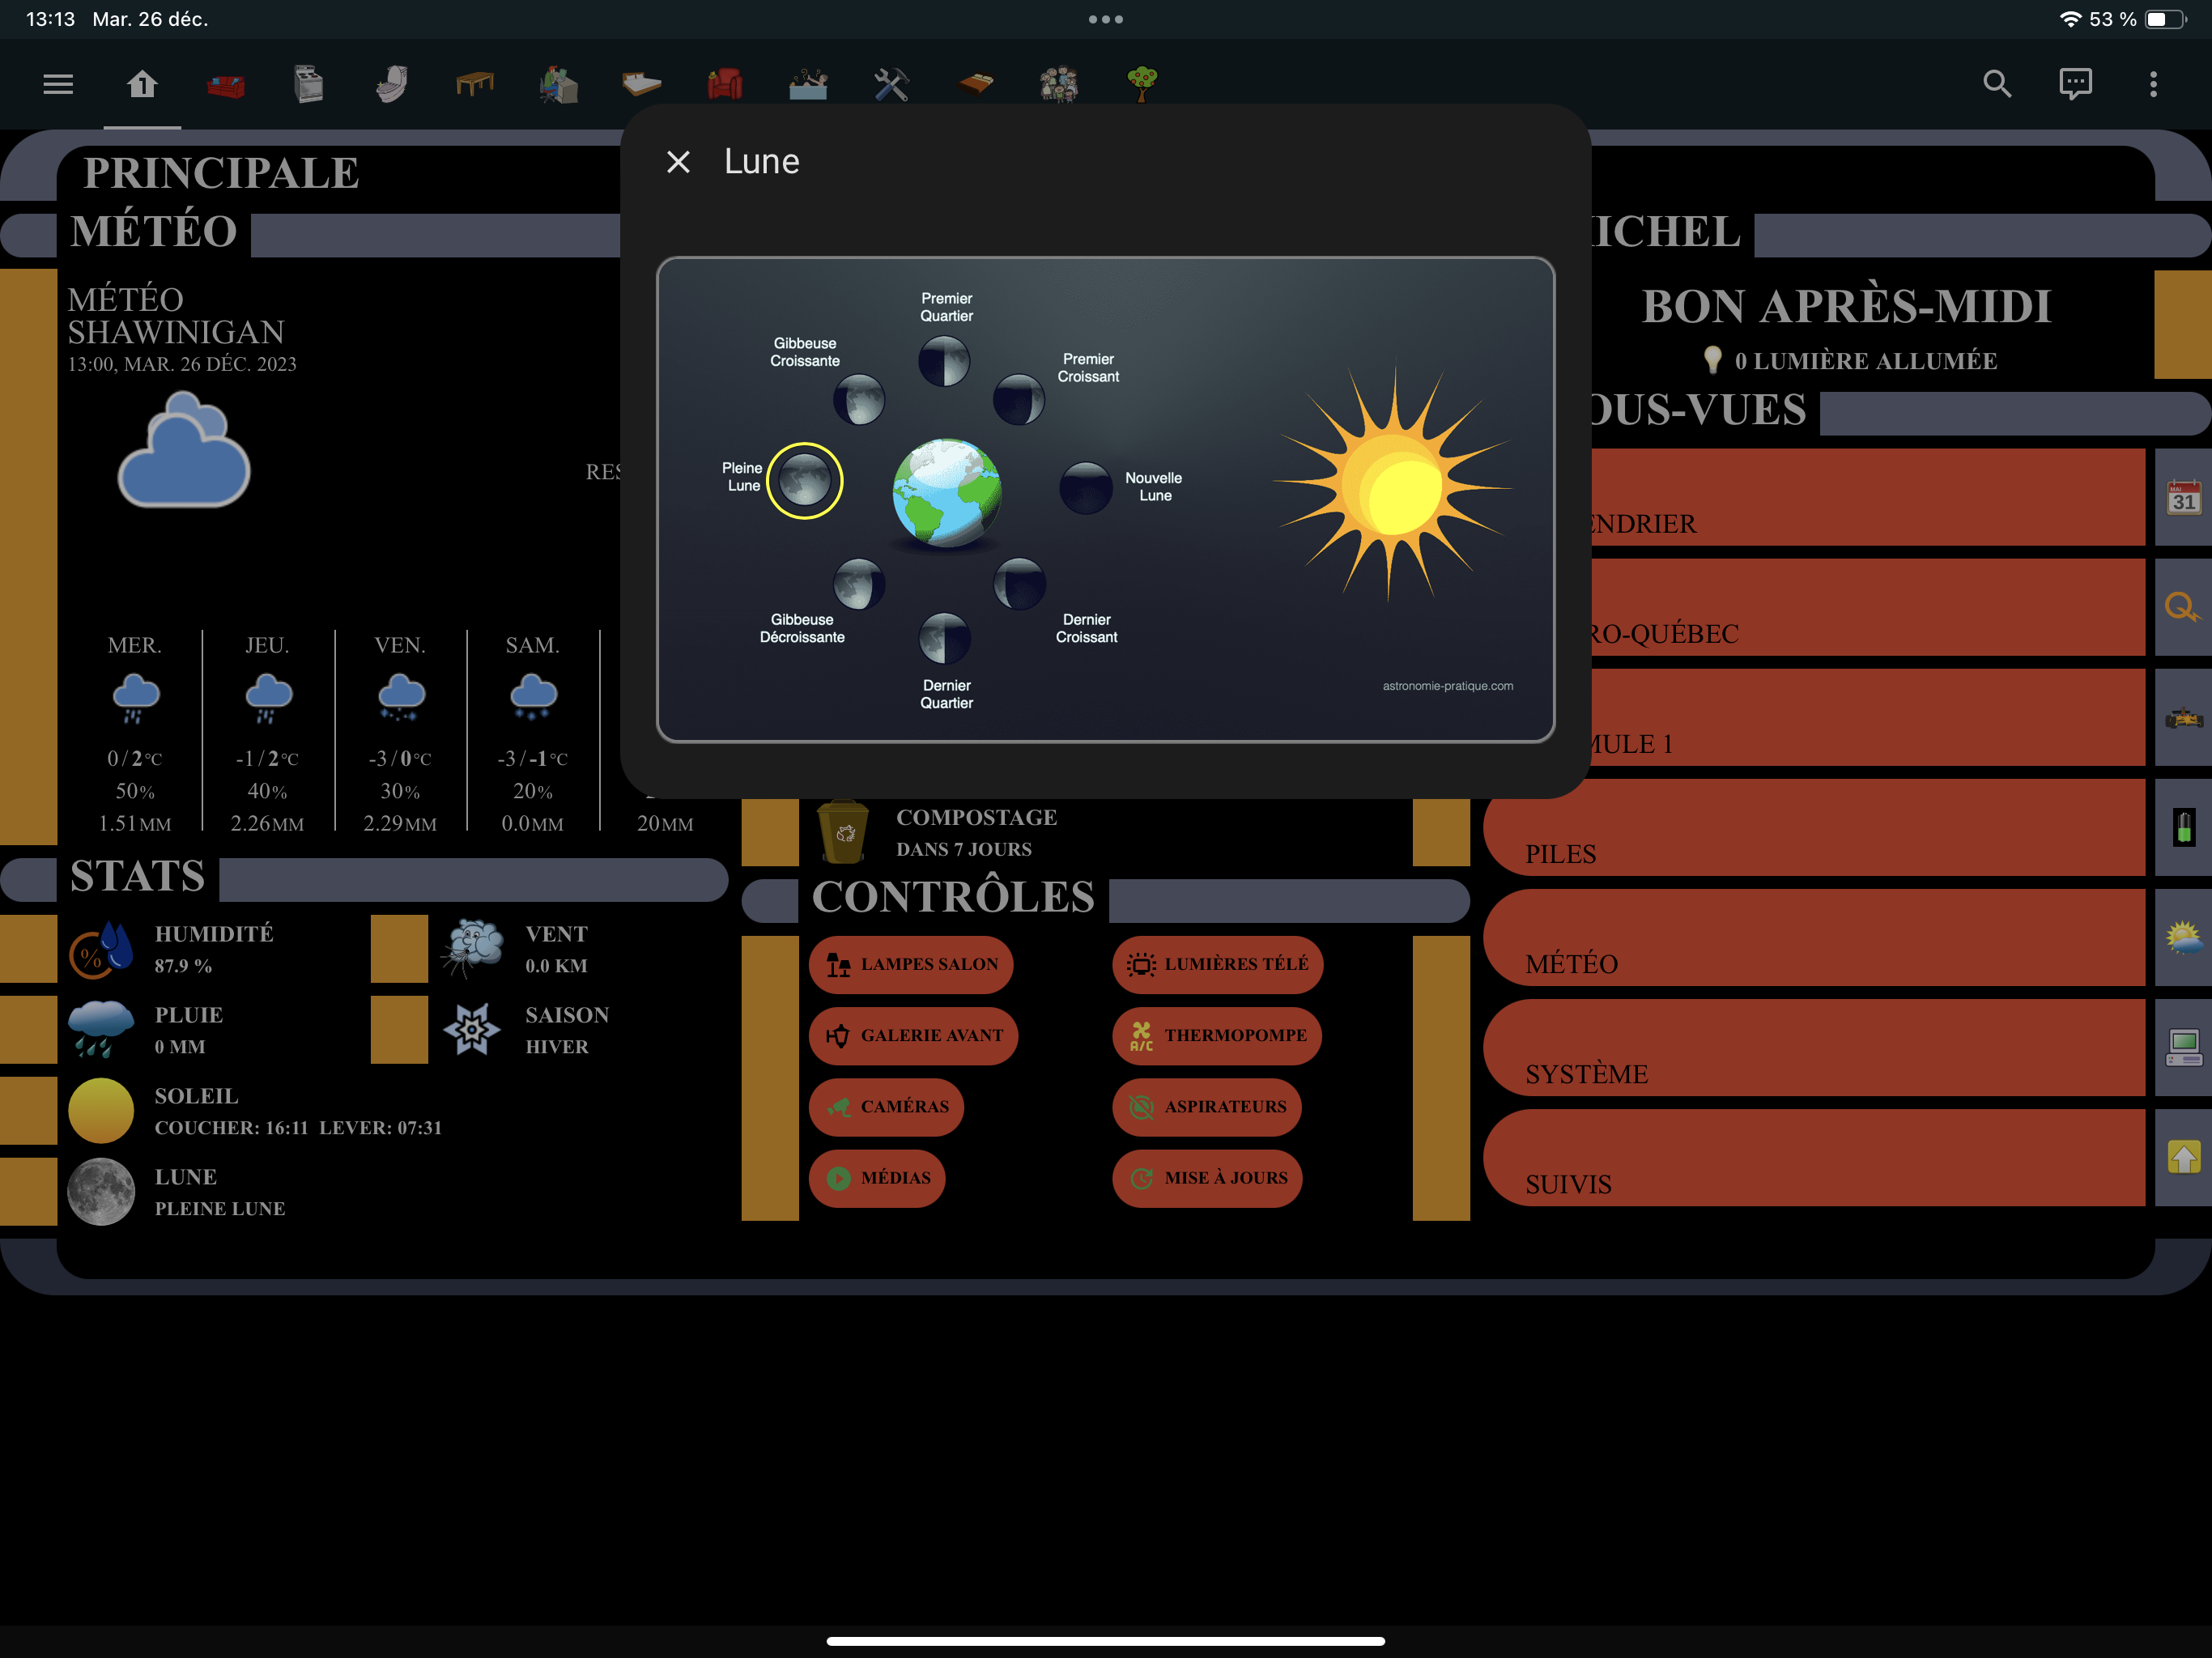 13:13 Mar. 26 déc.
53 %
1
PRINCIPALE
MÉTÉO
MÉTÉO
SHAWINIGAN
13:00, MAR. 26 DÉC. 2023
MER.
JEU.
VEN.
SAM.
0/2°C
-1/2°C
-3/0°C
-3/-1°C
50%
40%
30%
20%
1.51MM
2.26MM
2.29MM
0.0MM
20MM
STATS
%
HUMIDITÉ
87.9 %
VENT
0.0 KM
PLUIE
0 MM
SAISON
HIVER
SOLEIL
COUCHER: 16:11 LEVER: 07:31
LUNE
PLEINE LUNE
Lune
Premier
Quartier
Gibbeuse
Croissante
Premier
Croissant
Pleine
Lune
Nouvelle
Lune
Gibbeuse
Décroissante
Dernier
Croissant
Dernier
Quartier
astronomie-pratique.com
COMPOSTAGE
DANS 7 JOURS
CONTRÔLES
LAMPES SALON
LUMIÈRES TÉLÉ
GALERIE AVANT
A/C
THERMOPOMPE
CAMÉRAS
ASPIRATEURS
MÉDIAS
MISE À JOURS
ICHEL
BON APRÈS-MIDI
0 LUMIÈRE ALLUMÉE
OUS-VUES
ENDRIER
MAI
31
RO-QUÉBEC
MULE 1
PILES
MÉTÉO
SYSTÈME
SUIVIS